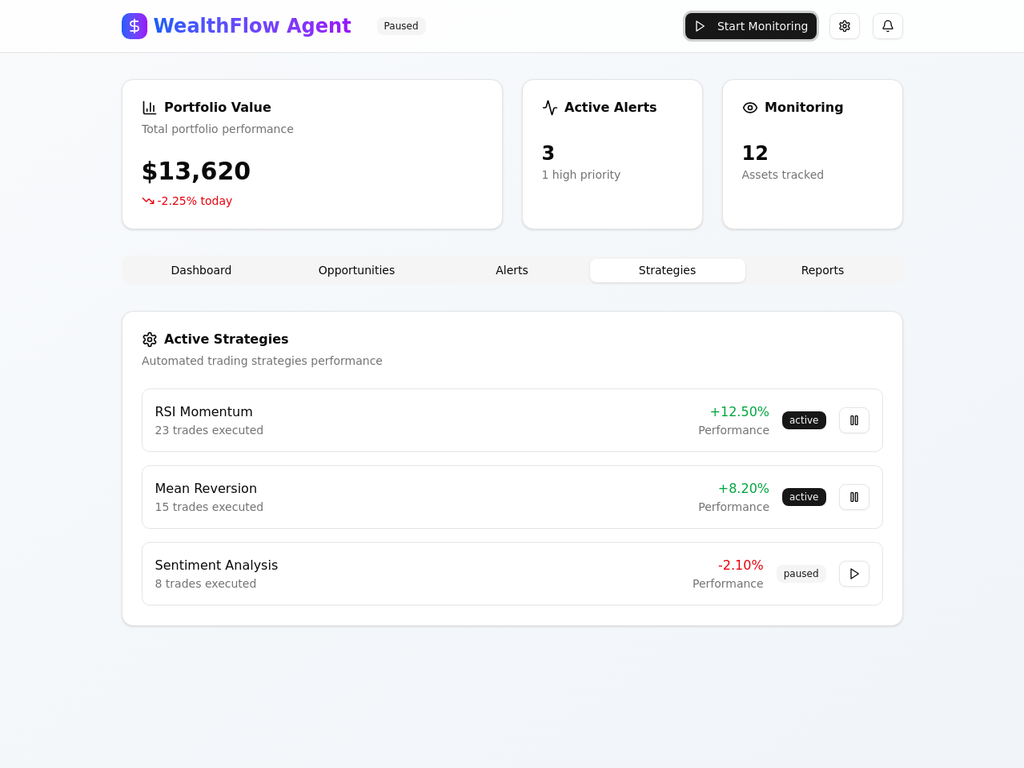 $ WealthFlow Agent
Paused
Start Monitoring
Portfolio Value
Total portfolio performance
$13,620
-2.25% today
Active Alerts
3
1 high priority
Monitoring
12
Assets tracked
Dashboard
Opportunities
Alerts
Strategies
Reports
Active Strategies
Automated trading strategies performance
RSI Momentum
23 trades executed
+12.50%
Performance
active
Mean Reversion
15 trades executed
+8.20%
Performance
active
Sentiment Analysis
8 trades executed
-2.10%
Performance
paused